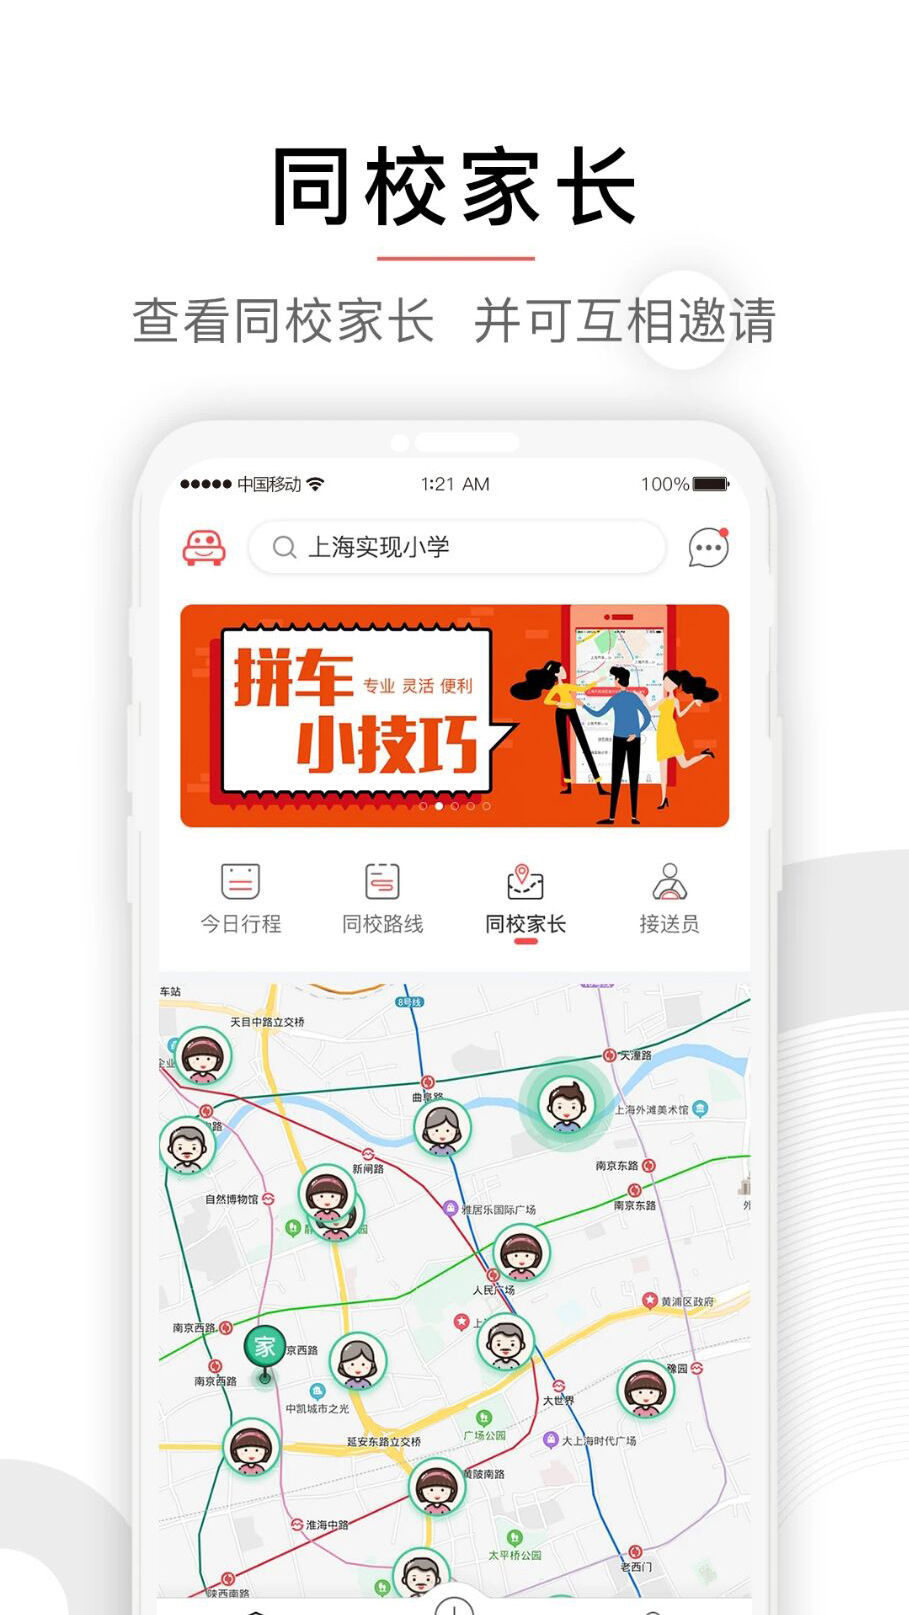 同校家长
查看同校家长 并可互相邀请
中国移动 1:21 AM 100%
上海实现小学
拼车 专业 灵活 便利
小技巧
今日行程 同校路线 同校家长 接送员
车站
8号线
天目中路立交桥
天潼路
曲阜路
上海外滩美术馆
新闸路
南京东路
自然博物馆
南京东路
雅居乐国际广场
人民广场
黄浦区政府
南京西路
家
京西路
豫园
南京西路
大世界
中凯城市之光
广场公园
延安东路立交桥
大上海时代广场
黄陂南路
淮海中路
太平桥公园
老西门
陕西南路